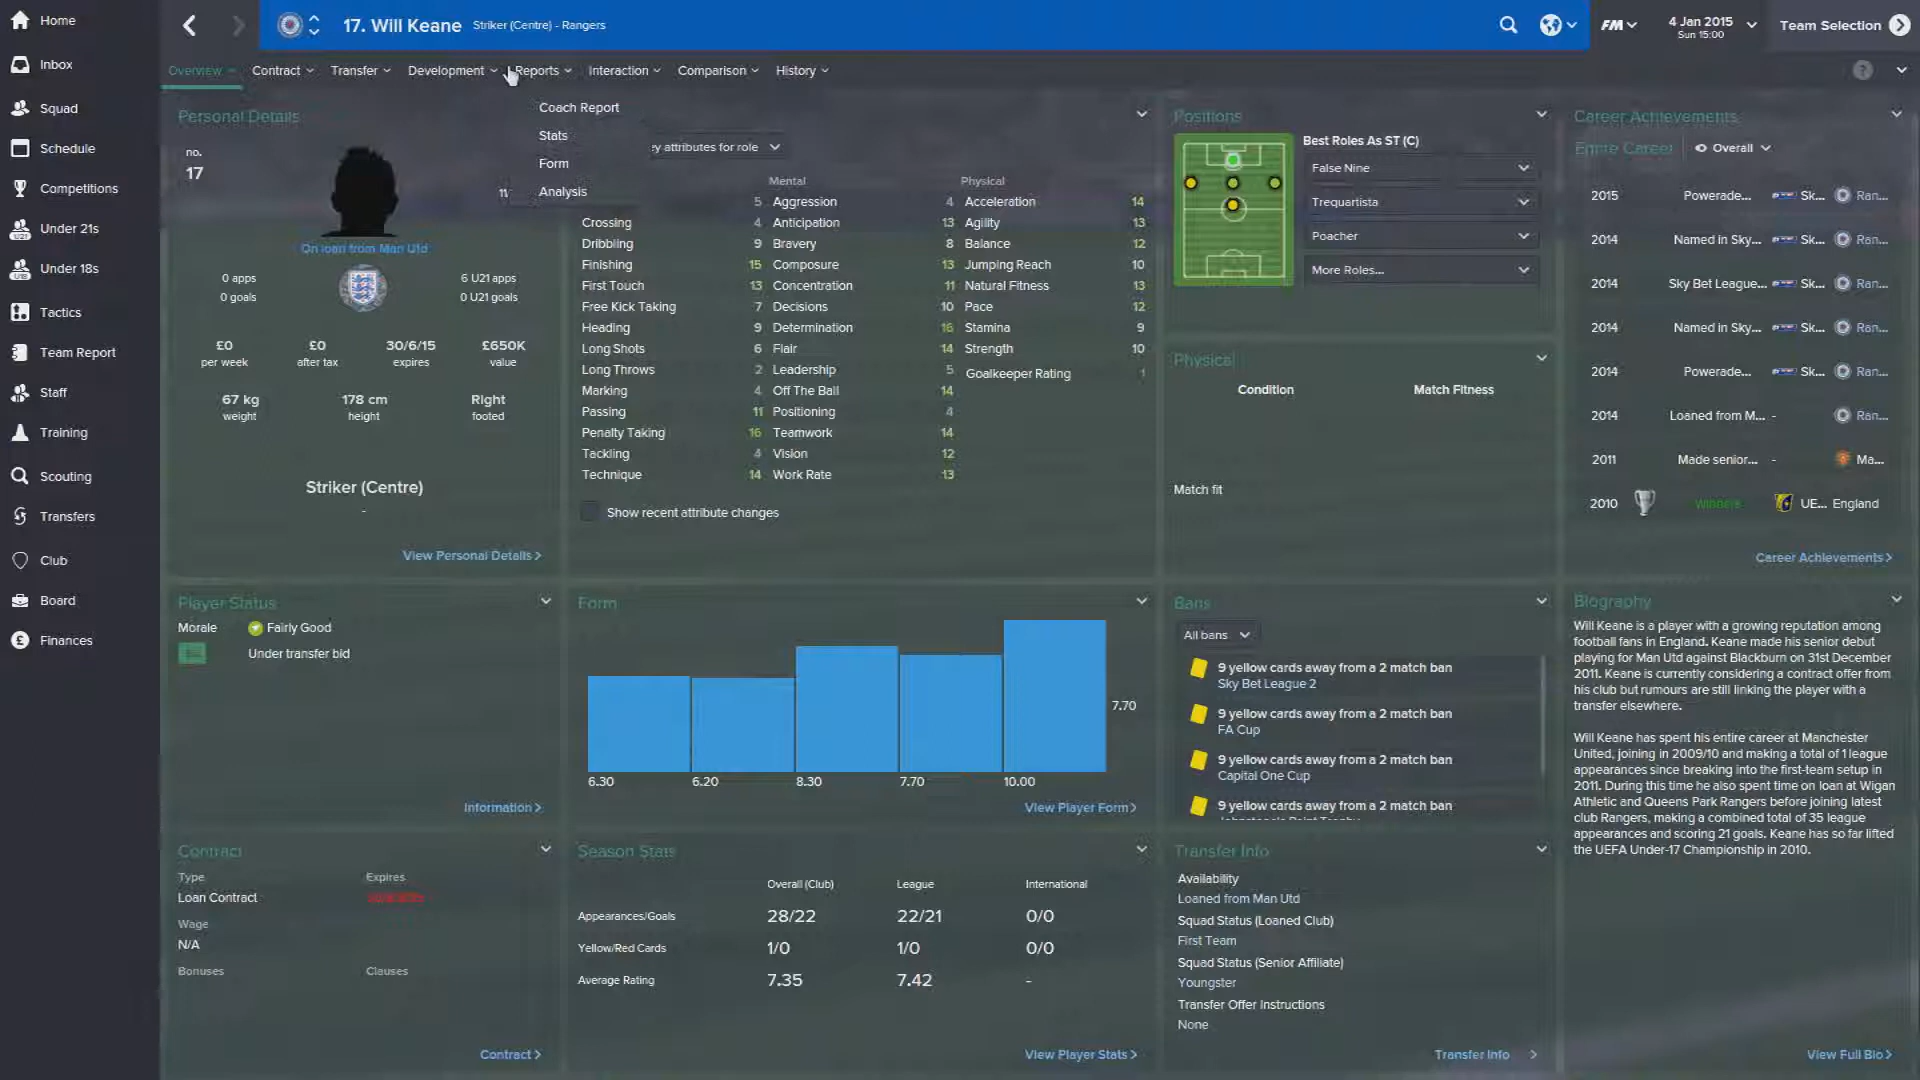 Home
Inbox
Squad
Schedule
Competitions
Under 21s
Under 18s
Tactics
Team Report
Staff
Training
Scouting
Transfers
Club
Board
Finances
17. Will Keane Striker (Centre) - Rangers
FM
4 Jan 2015
Sun 15:00
Team Selection
Overview Contract Transfer Development Reports Interaction Comparison History
Coach Report
Stats
Form
Analysis
Personal Details
no.
17
On loan from Man Utd
0 apps
0 goals
6 U21 apps
0 U21 goals
£0 per week
£0 after tax
30/6/15 expires
£650K value
67 kg weight
178 cm height
Right footed
Striker (Centre)
-
View Personal Details >
attributes for role
11
Mental Physical
5 Aggression 4 Acceleration 14
Crossing 4 Anticipation 13 Agility 13
Dribbling 9 Bravery 8 Balance 12
Finishing 15 Composure 13 Jumping Reach 10
First Touch 13 Concentration 11 Natural Fitness 13
Free Kick Taking 7 Decisions 10 Pace 12
Heading 9 Determination 16 Stamina 9
Long Shots 6 Flair 14 Strength 10
Long Throws 2 Leadership 5 Goalkeeper Rating 1
Marking 4 Off The Ball 14
Passing 11 Positioning 4
Penalty Taking 16 Teamwork 14
Tackling 4 Vision 12
Technique 14 Work Rate 13
Show recent attribute changes
Positions
Best Roles As ST (C)
False Nine
Trequartista
Poacher
More Roles...
Physical
Condition Match Fitness
Match fit
Career Achievements
Entire Career Overall
2015 Powerade... Sk... Ran...
2014 Named in Sky... Sk... Ran...
2014 Sky Bet League... Sk... Ran...
2014 Named in Sky... Sk... Ran...
2014 Powerade... Sk... Ran...
2014 Loaned from M... - Ran...
2011 Made senior... - Ma...
2010 Winners UE... England
Career Achievements >
Player Status
Morale Fairly Good
Under transfer bid
Information >
Form
7.70
6.30 6.20 8.30 7.70 10.00
View Player Form >
Bans
All bans
9 yellow cards away from a 2 match ban
Sky Bet League 2
9 yellow cards away from a 2 match ban
FA Cup
9 yellow cards away from a 2 match ban
Capital One Cup
9 yellow cards away from a 2 match ban
Johnstone's Paint Trophy
Biography
Will Keane is a player with a growing reputation among
football fans in England. Keane made his senior debut
playing for Man Utd against Blackburn on 31st December
2011. Keane is currently considering a contract offer from
his club but rumours are still linking the player with a
transfer elsewhere.
Will Keane has spent his entire career at Manchester
United, joining in 2009/10 and making a total of 1 league
appearances since breaking into the first-team setup in
2011. During this time he also spent time on loan at Wigan
Athletic and Queens Park Rangers before joining latest
club Rangers, making a combined total of 35 league
appearances and scoring 21 goals. Keane has so far lifted
the UEFA Under-17 Championship in 2010.
View Full Bio >
Contract
Type Expires
Loan Contract
Wage
N/A
Bonuses Clauses
Contract >
Season Stats
Overall (Club) League International
Appearances/Goals 28/22 22/21 0/0
Yellow/Red Cards 1/0 1/0 0/0
Average Rating 7.35 7.42 -
View Player Stats >
Transfer Info
Availability
Loaned from Man Utd
Squad Status (Loaned Club)
First Team
Squad Status (Senior Affiliate)
Youngster
Transfer Offer Instructions
None
Transfer Info >